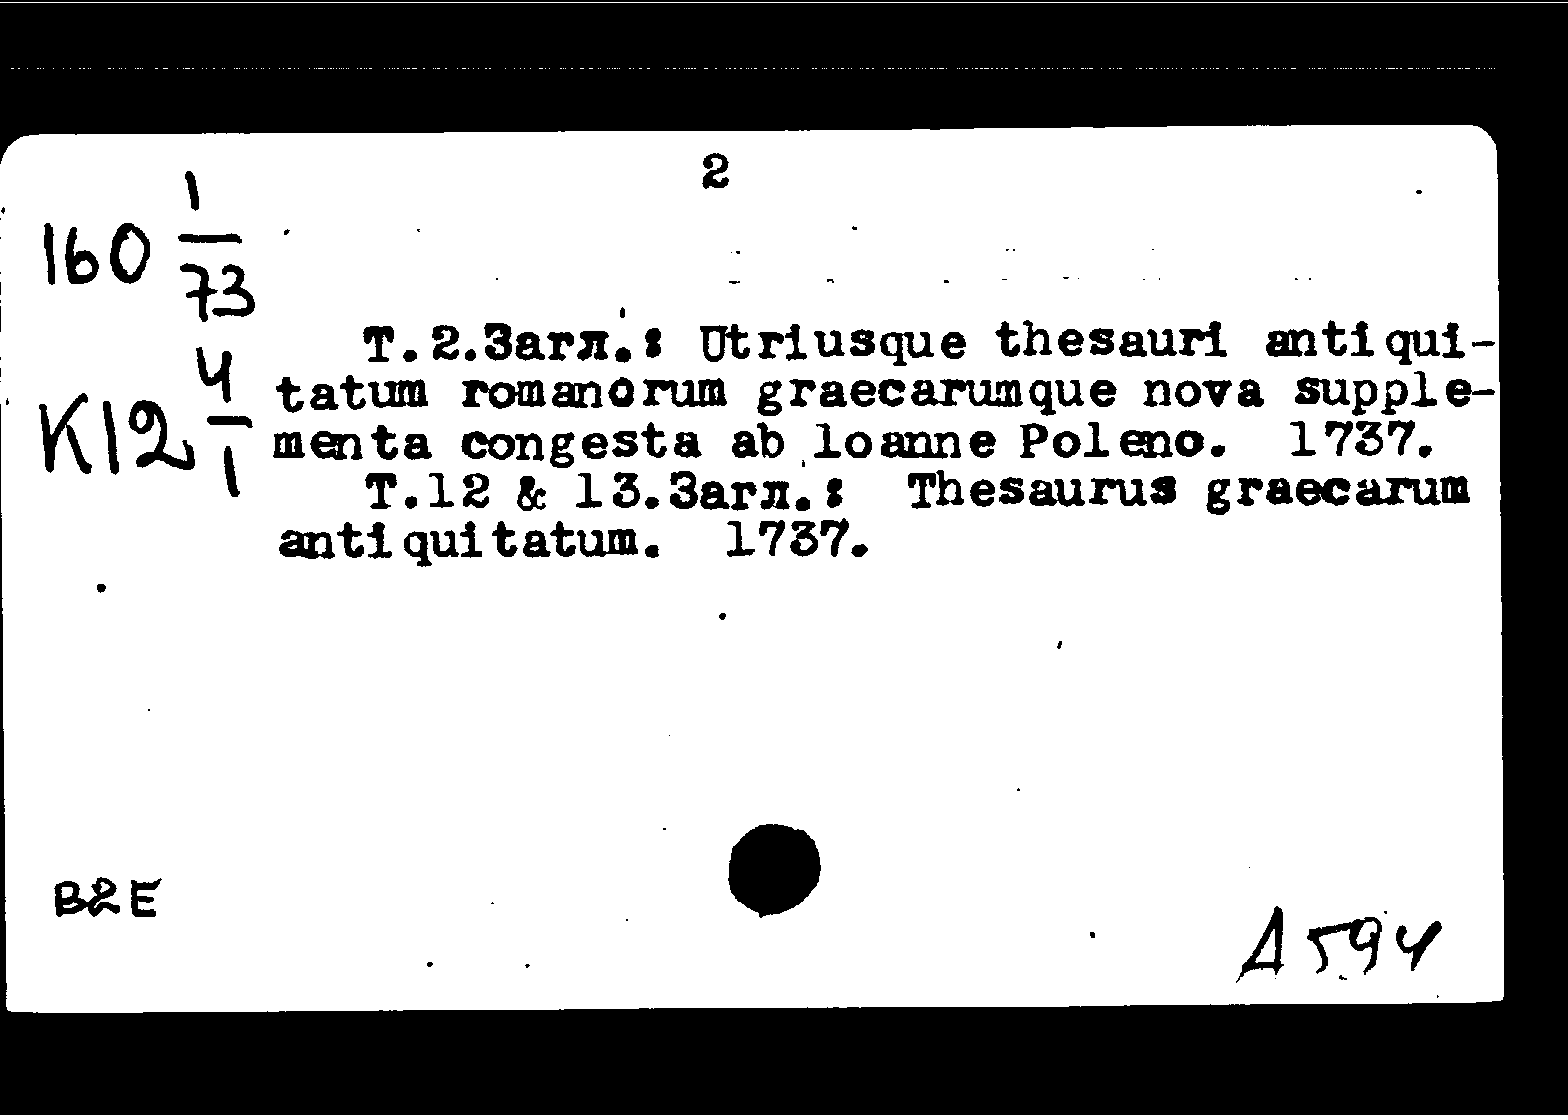 2
160 1/73
K12 4/1
Т.2.Загл.: Utriusque thesauri antiqui-
tatum romanorum graecarumque nova supple-
menta congesta ab loanne Poleno. 1737.
Т.12 & 13.Загл.: Thesaurus graecarum
antiquitatum. 1737.
B2E
A594